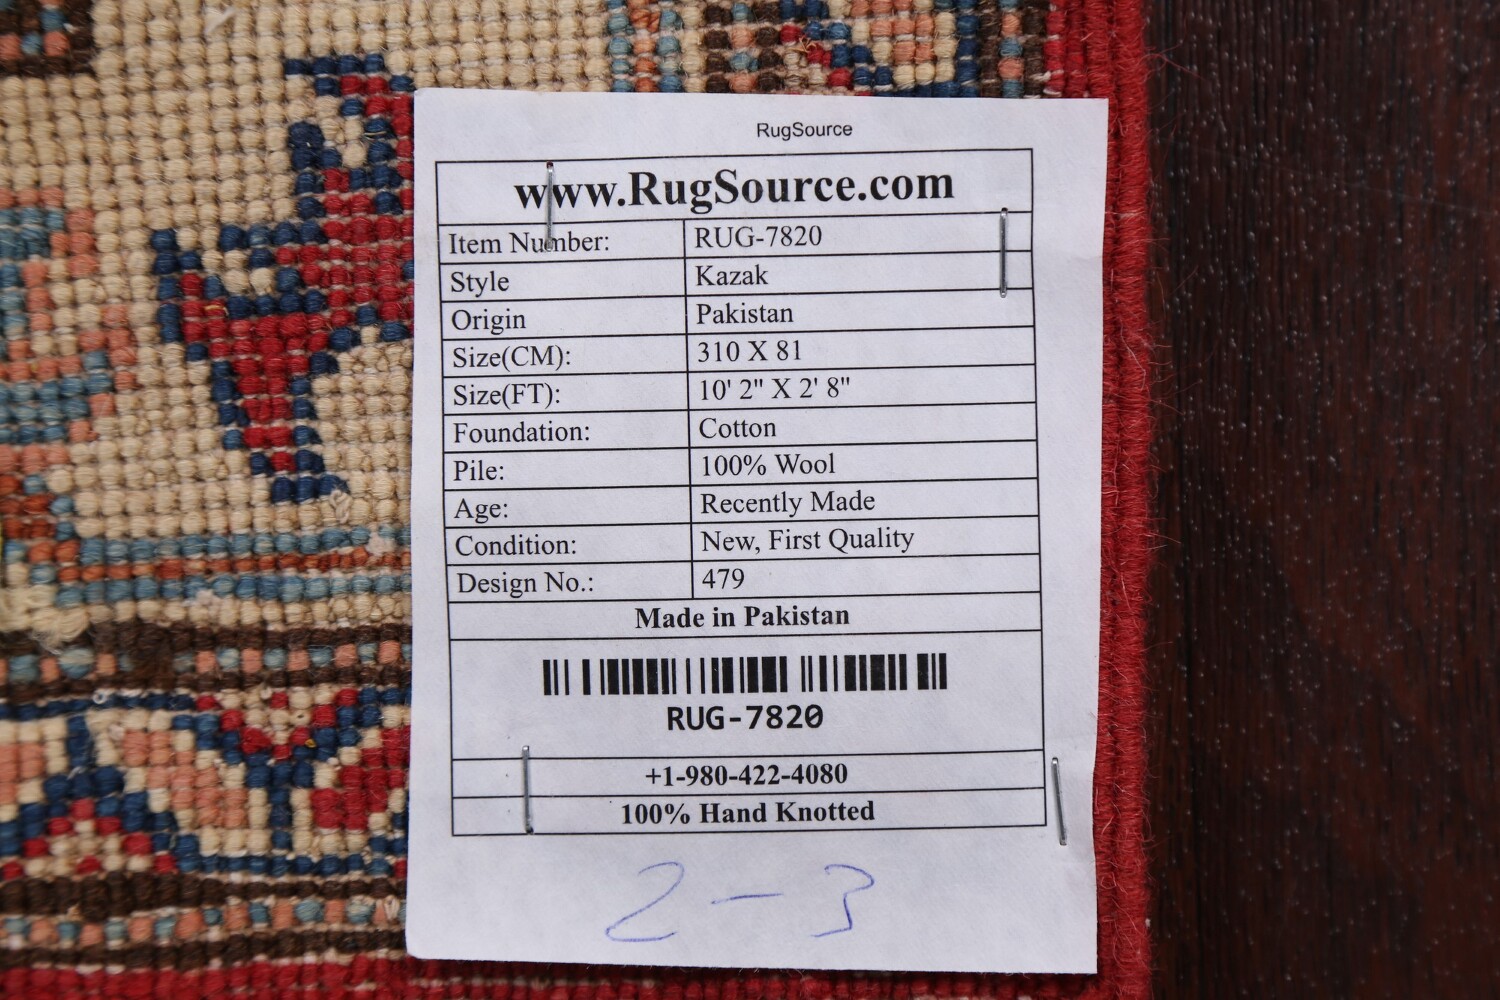 RugSource
www.RugSource.com
Item Number: RUG-7820
Style Kazak
Origin Pakistan
Size(CM): 310 X 81
Size(FT): 10' 2" X 2' 8"
Foundation: Cotton
Pile: 100% Wool
Age: Recently Made
Condition: New, First Quality
Design No.: 479
Made in Pakistan
RUG-7820
+1-980-422-4080
100% Hand Knotted
2-3